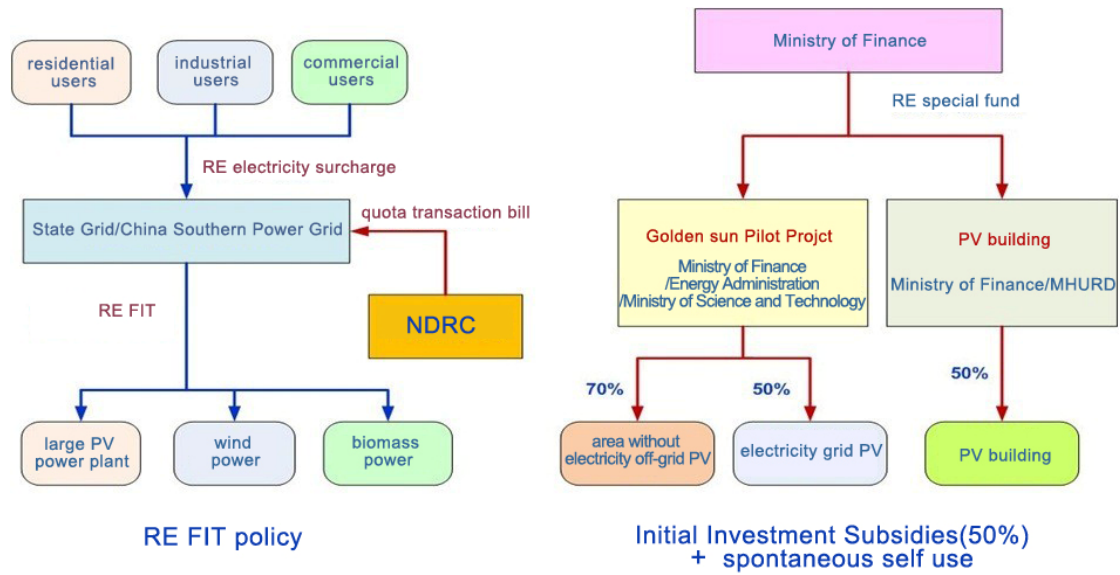 residential
users
industrial
users
commercial
users
RE electricity surcharge
State Grid/China Southern Power Grid
quota transaction bill
RE FIT
NDRC
large PV
power plant
wind
power
biomass
power
RE FIT policy
Ministry of Finance
RE special fund
Golden sun Pilot Projct
Ministry of Finance
/Energy Administration
/Ministry of Science and Technology
PV building
Ministry of Finance/MHURD
70%
50%
50%
area without
electricity off-grid PV
electricity grid PV
PV building
Initial Investment Subsidies(50%)
+ spontaneous self use